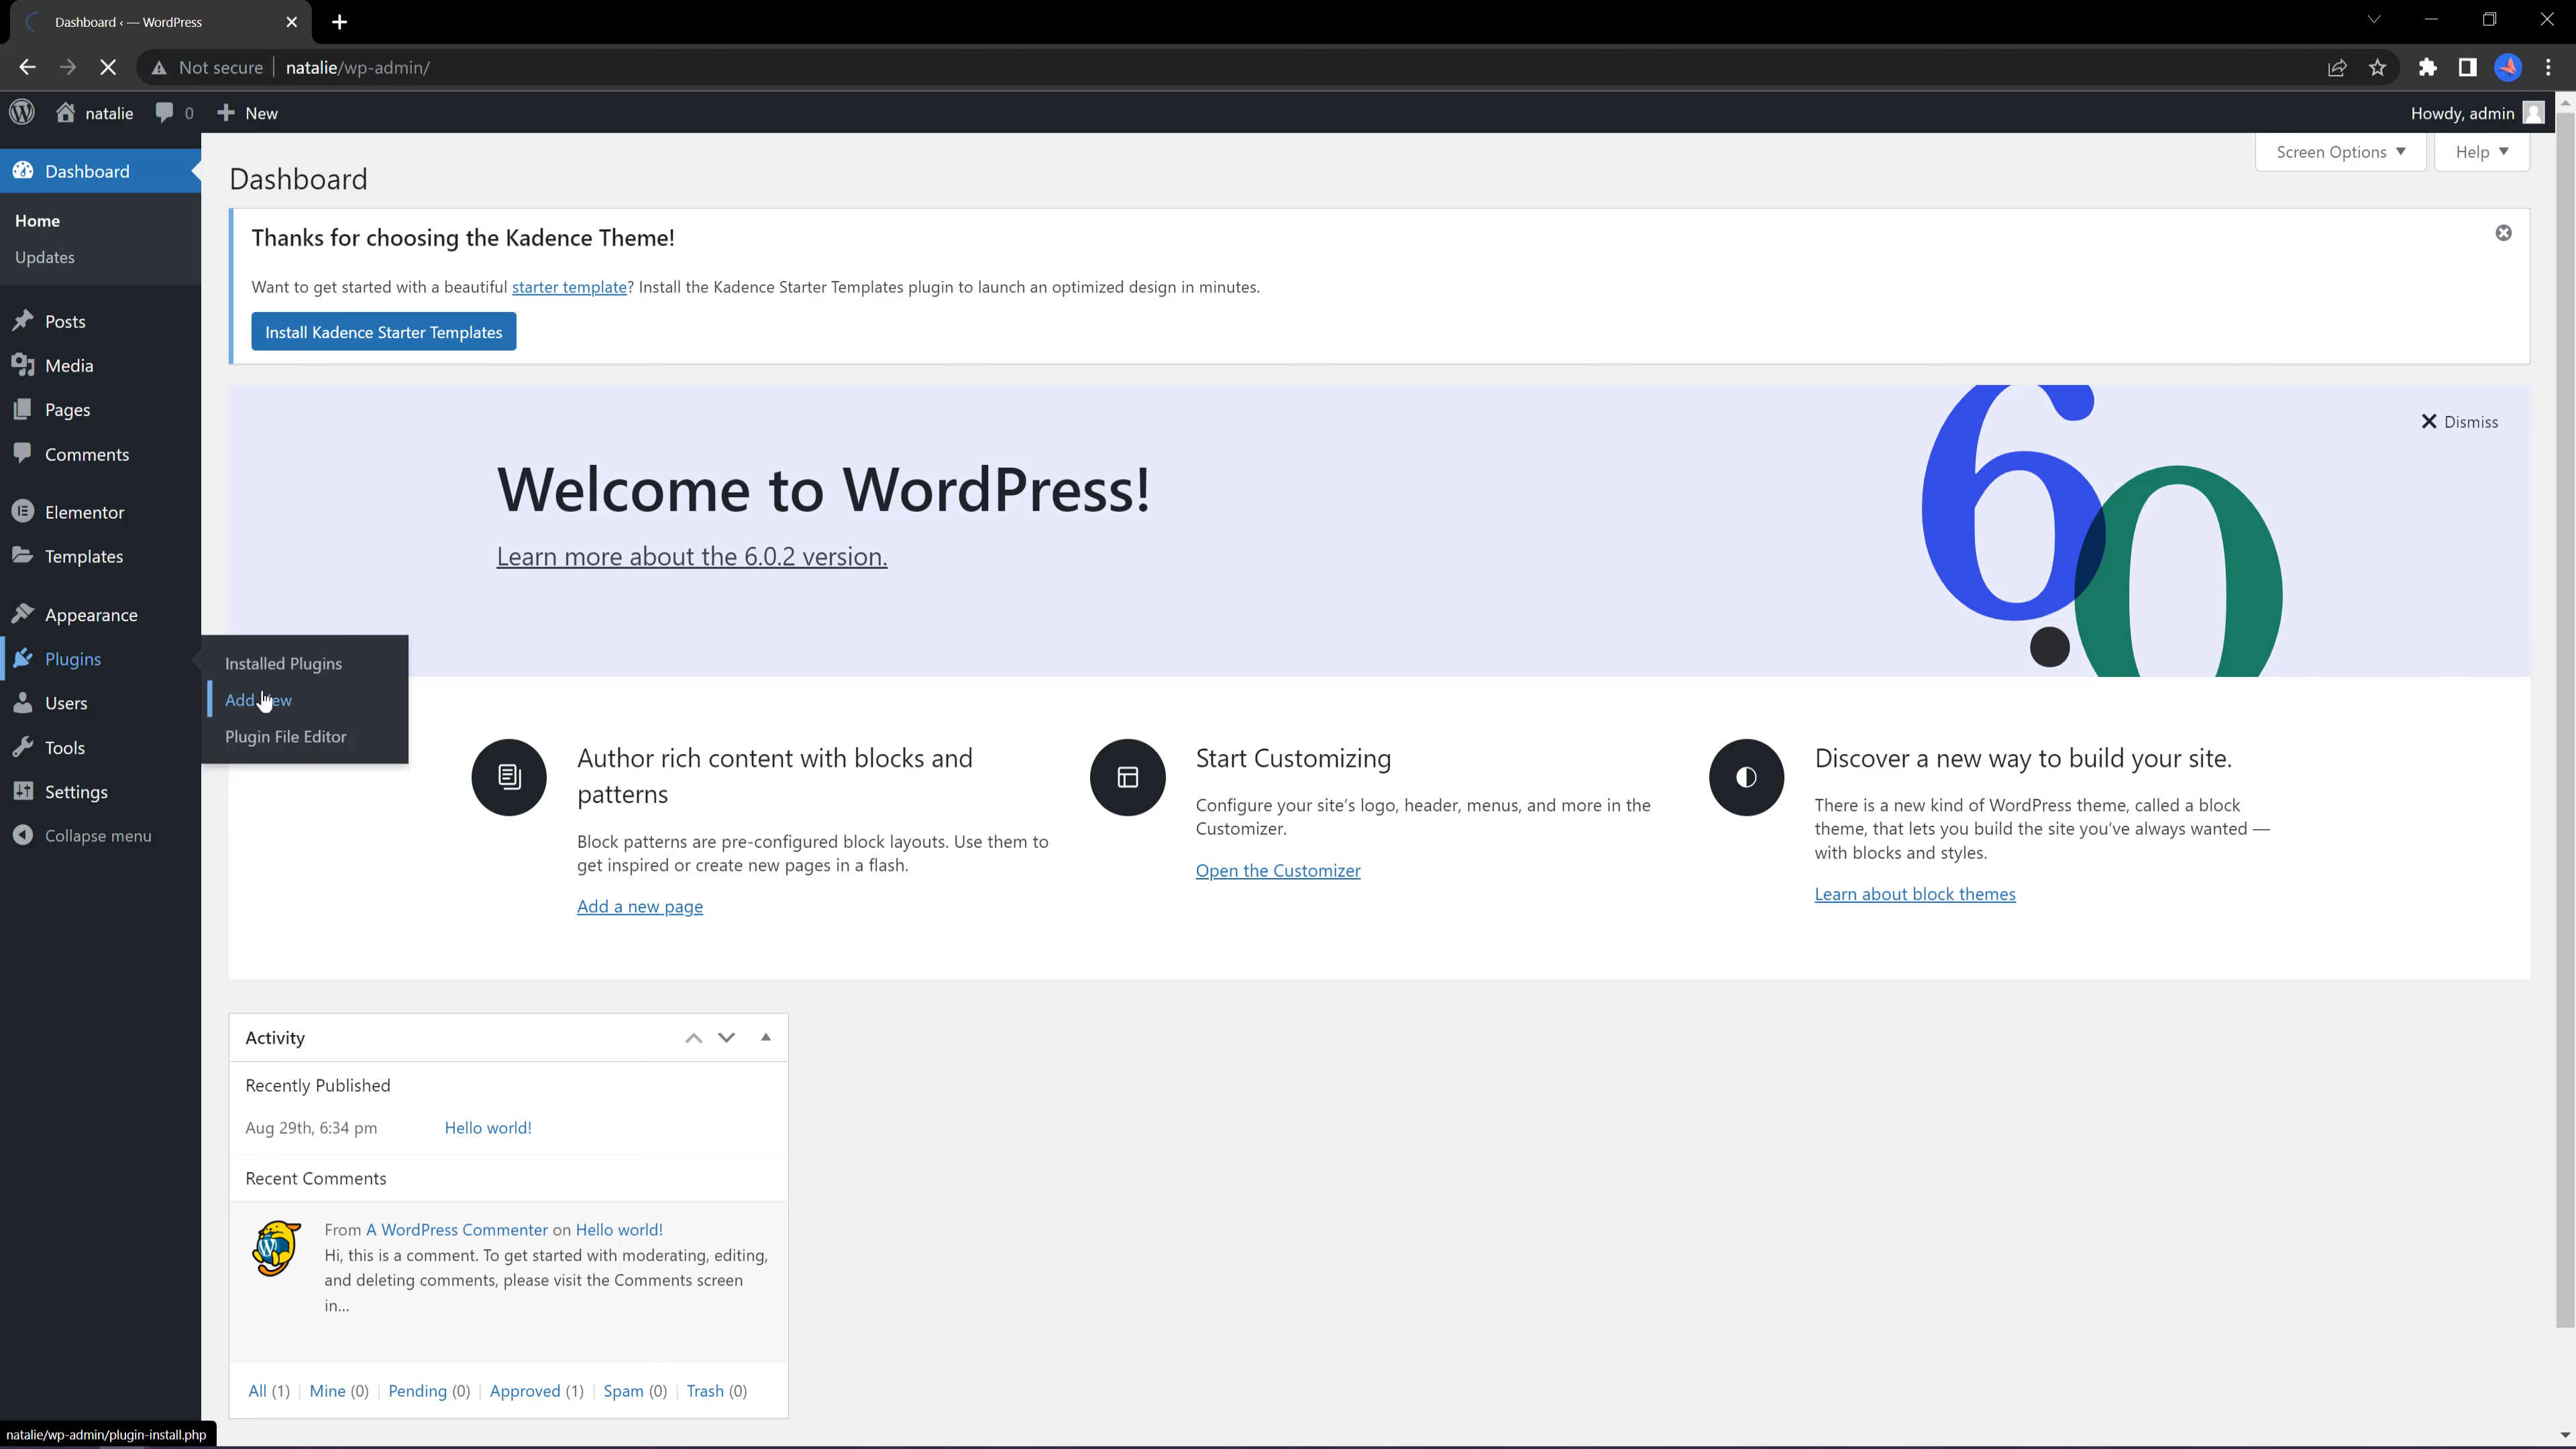 Dashboard ‹ — WordPress
Not secure
natalie/wp-admin/
natalie
0
New
Howdy, admin
Screen Options
Help
Dashboard
Home
Updates
Posts
Media
Pages
Comments
Elementor
Templates
Appearance
Plugins
Users
Tools
Settings
Collapse menu
Installed Plugins
Add New
Plugin File Editor
Dashboard
Thanks for choosing the Kadence Theme!
Want to get started with a beautiful starter template? Install the Kadence Starter Templates plugin to launch an optimized design in minutes.
Install Kadence Starter Templates
Dismiss
Welcome to WordPress!
Learn more about the 6.0.2 version.
6.0
Author rich content with blocks and
patterns
Block patterns are pre-configured block layouts. Use them to
get inspired or create new pages in a flash.
Add a new page
Start Customizing
Configure your site's logo, header, menus, and more in the
Customizer.
Open the Customizer
Discover a new way to build your site.
There is a new kind of WordPress theme, called a block
theme, that lets you build the site you've always wanted —
with blocks and styles.
Learn about block themes
Activity
Recently Published
Aug 29th, 6:34 pm Hello world!
Recent Comments
From A WordPress Commenter on Hello world!
Hi, this is a comment. To get started with moderating, editing,
and deleting comments, please visit the Comments screen
in...
All (1) | Mine (0) | Pending (0) | Approved (1) | Spam (0) | Trash (0)
natalie/wp-admin/plugin-install.php